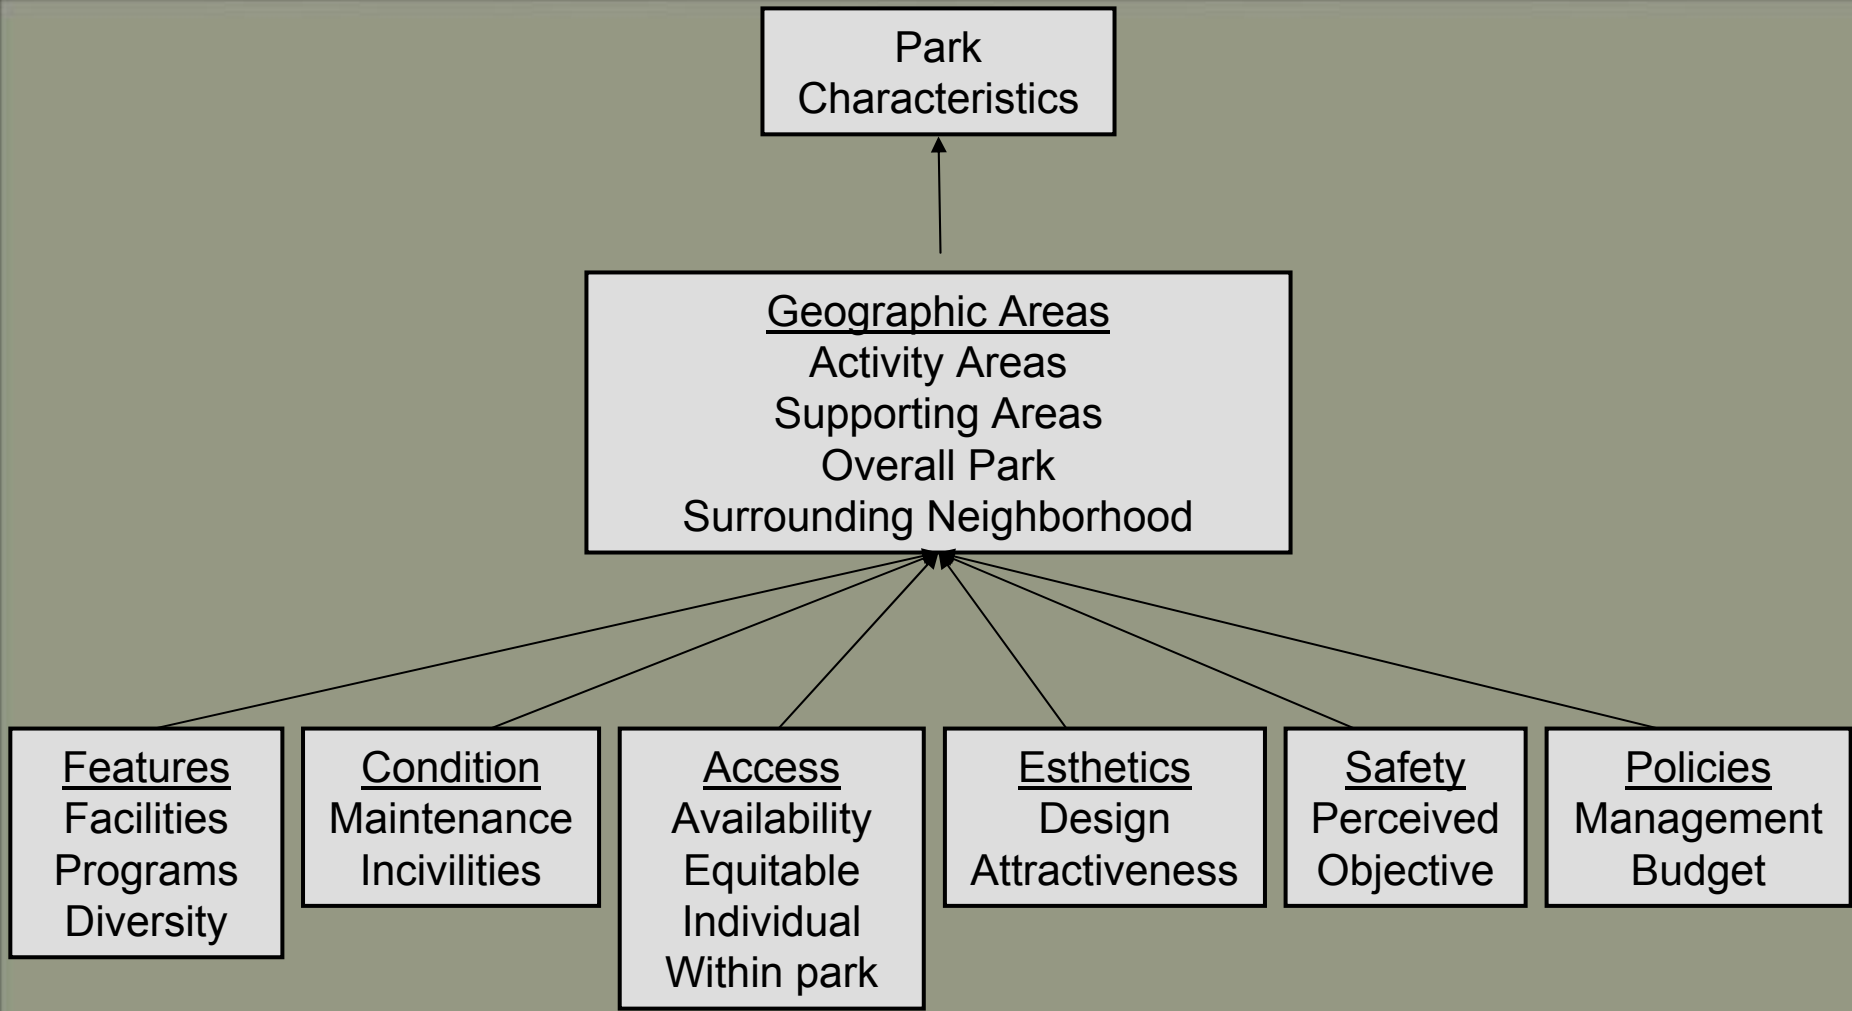 Park
Characteristics
Geographic Areas
Activity Areas
Supporting Areas
Overall Park
Surrounding Neighborhood
Features
Facilities
Programs
Diversity
Condition
Maintenance
Incivilities
Access
Availability
Equitable
Individual
Within park
Esthetics
Design
Attractiveness
Safety
Perceived
Objective
Policies
Management
Budget